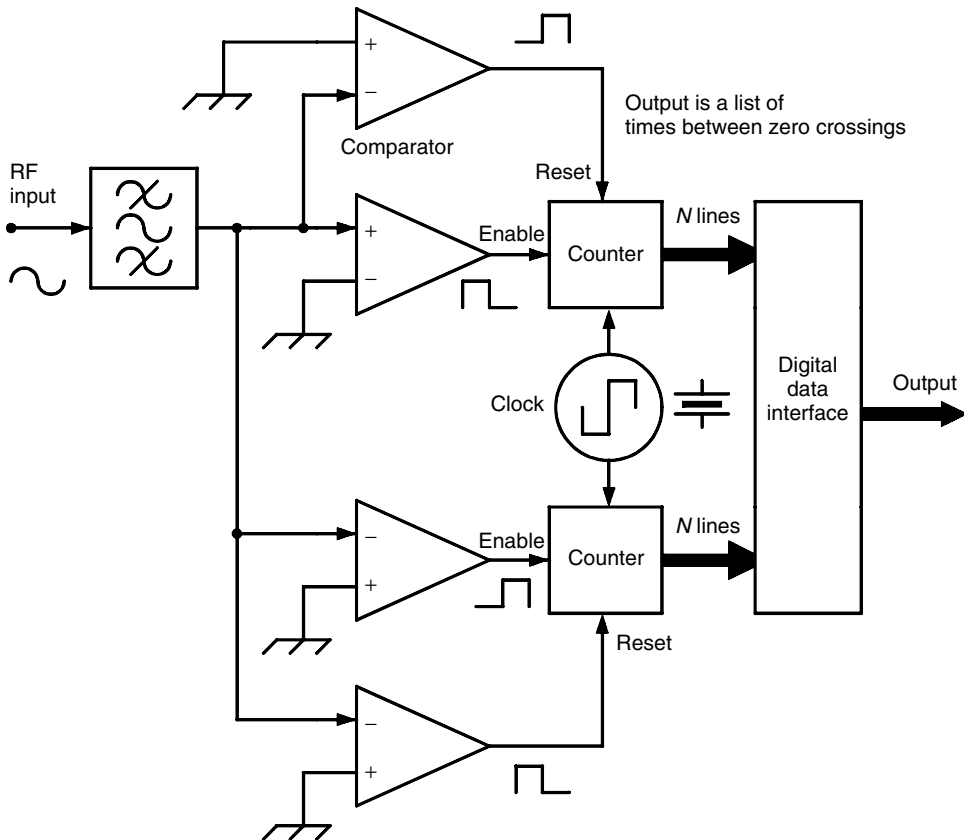 +
−
Comparator
Output is a list of
times between zero crossings
RF
input
Reset
+
−
Enable
Counter
N lines
Clock
Digital
data
interface
Output
−
+
Enable
Counter
N lines
Reset
−
+